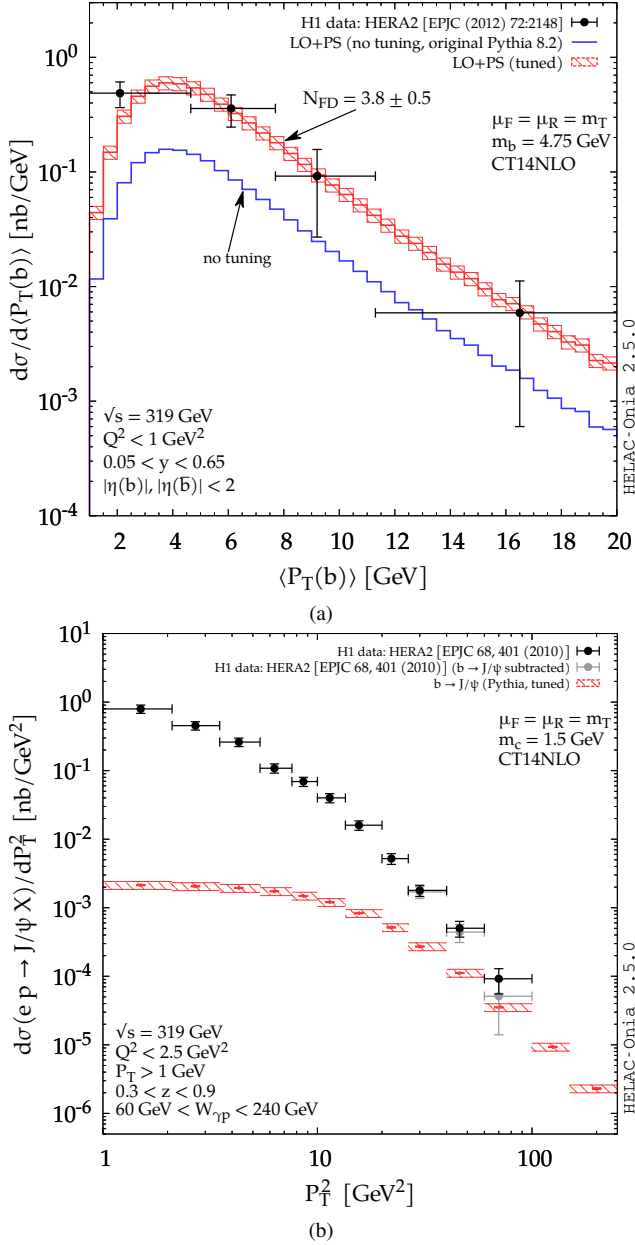 H1 data: HERA2 [EPJC (2012) 72:2148]
LO+PS (no tuning, original Pythia 8.2)
LO+PS (tuned)
N_FD = 3.8 ± 0.5
μ_F = μ_R = m_T
m_b = 4.75 GeV
CT14NLO
no tuning
√s = 319 GeV
Q² < 1 GeV²
0.05 < y < 0.65
|η(b)|, |η(b̄)| < 2
dσ/d⟨P_T(b)⟩ [nb/GeV]
10⁰
10⁻¹
10⁻²
10⁻³
10⁻⁴
2 4 6 8 10 12 14 16 18 20
⟨P_T(b)⟩ [GeV]
HELAC-Onia 2.5.0
(a)
H1 data: HERA2 [EPJC 68, 401 (2010)]
H1 data: HERA2 [EPJC 68, 401 (2010)] (b → J/ψ subtracted)
b → J/ψ (Pythia, tuned)
μ_F = μ_R = m_T
m_c = 1.5 GeV
CT14NLO
√s = 319 GeV
Q² < 2.5 GeV²
P_T > 1 GeV
0.3 < z < 0.9
60 GeV < W_γp < 240 GeV
dσ(e p → J/ψ X)/dP_T² [nb/GeV²]
10¹
10⁰
10⁻¹
10⁻²
10⁻³
10⁻⁴
10⁻⁵
10⁻⁶
1 10 100
P_T² [GeV²]
HELAC-Onia 2.5.0
(b)